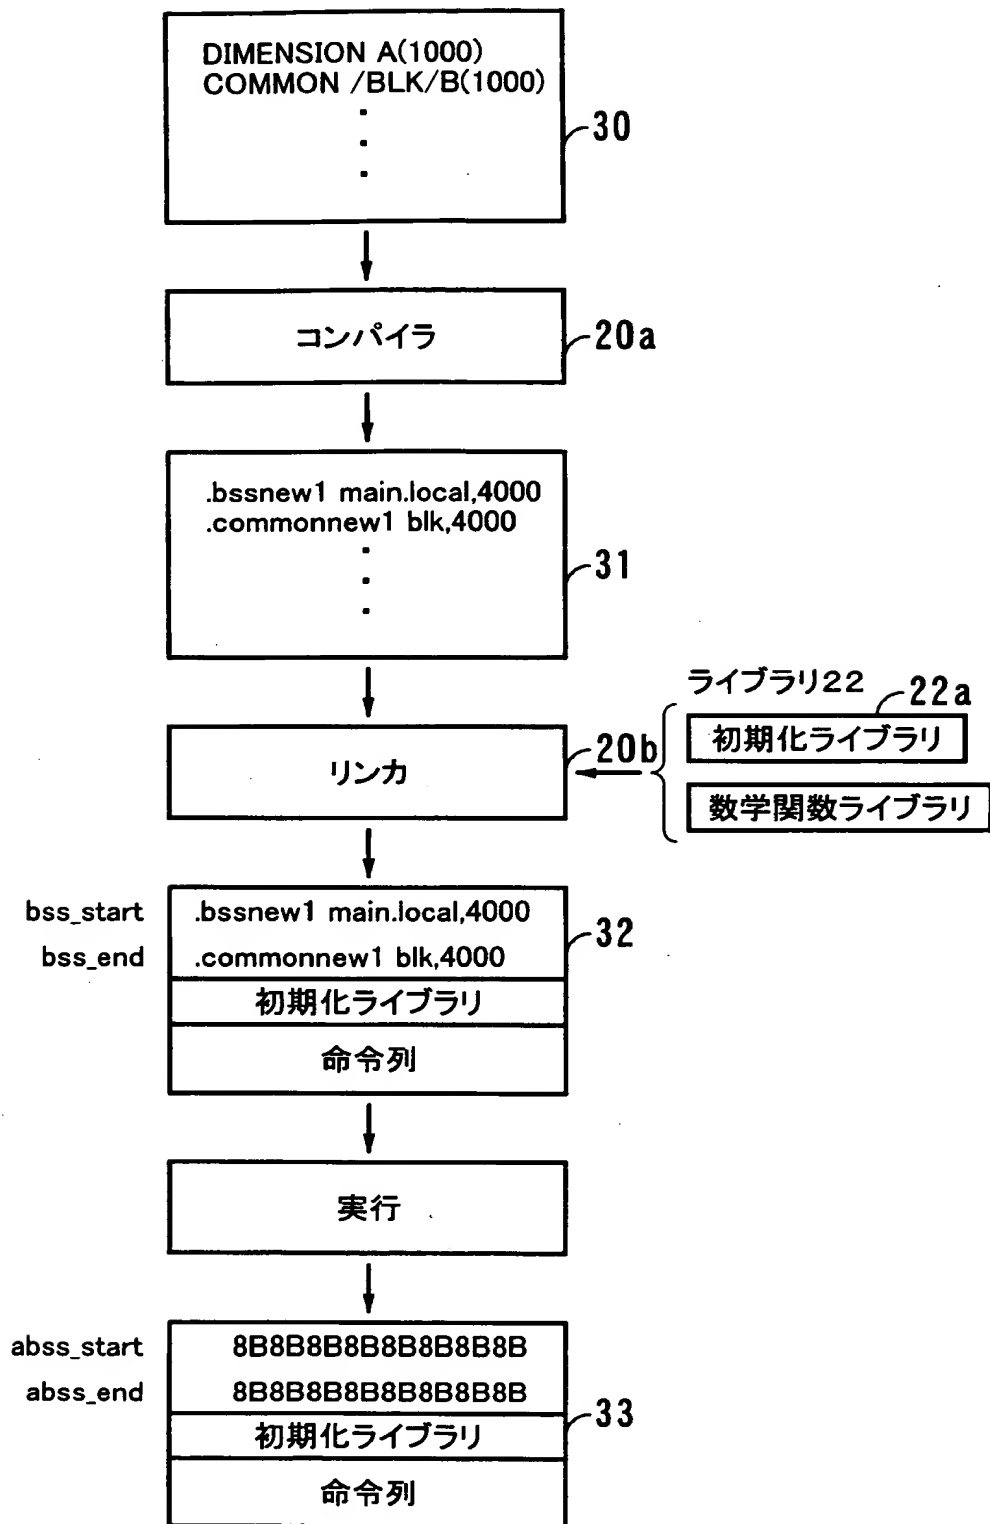 DIMENSION A(1000)
COMMON /BLK/B(1000)
30
コンパイラ
20a
.bssnew1 main.local,4000
.commonnew1 blk,4000
31
ライブラリ22
22a
初期化ライブラリ
数学関数ライブラリ
リンカ
20b
bss_start
.bssnew1 main.local,4000
bss_end
.commonnew1 blk,4000
32
初期化ライブラリ
命令列
実行
abss_start
8B8B8B8B8B8B8B8B8B
abss_end
8B8B8B8B8B8B8B8B8B
33
初期化ライブラリ
命令列